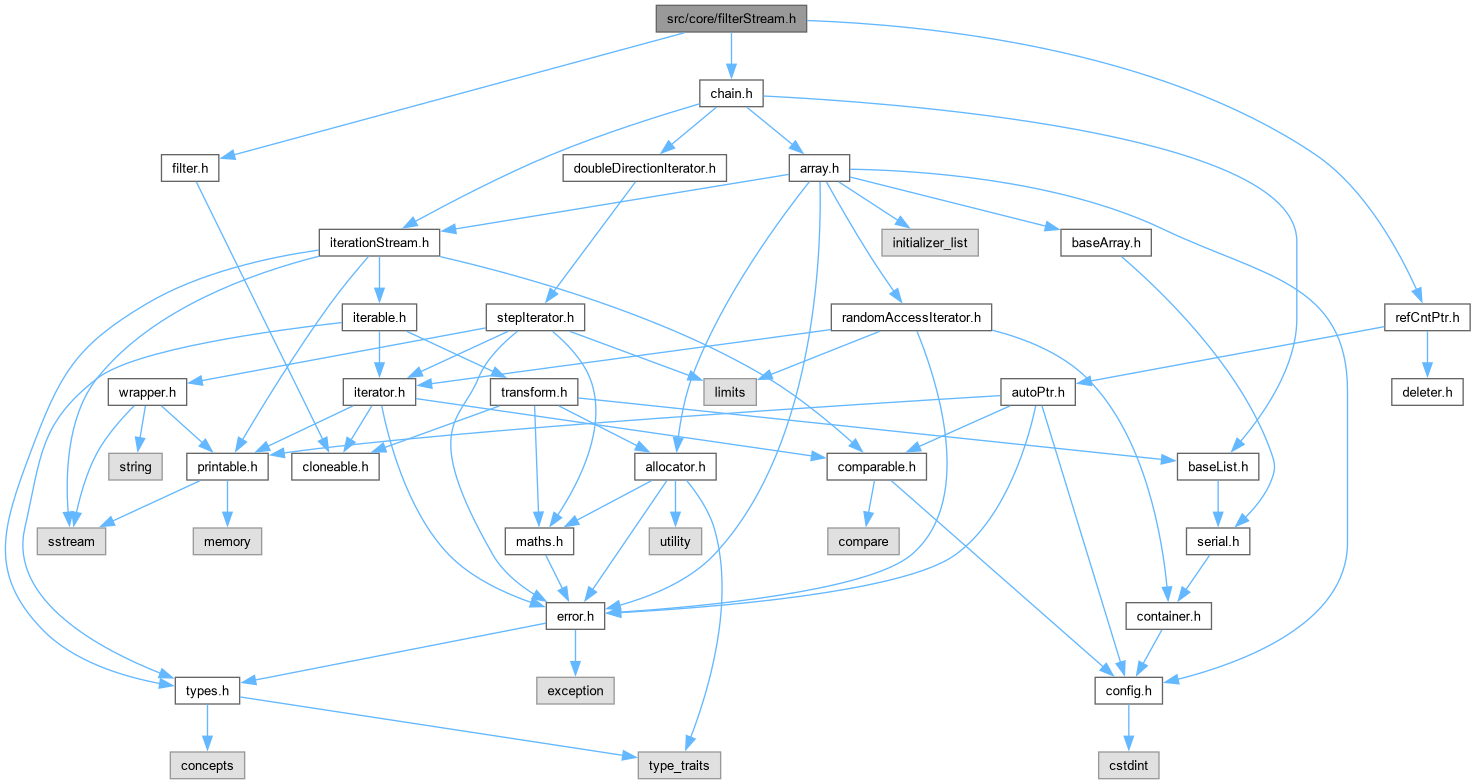 src/core/filterStream.h
chain.h
filter.h
doubleDirectionIterator.h
array.h
iterationStream.h
initializer_list
baseArray.h
iterable.h
stepIterator.h
randomAccessIterator.h
refCntPtr.h
wrapper.h
iterator.h
transform.h
limits
autoPtr.h
deleter.h
string
printable.h
cloneable.h
allocator.h
comparable.h
baseList.h
sstream
memory
maths.h
utility
compare
serial.h
error.h
container.h
types.h
exception
config.h
concepts
type_traits
cstdint